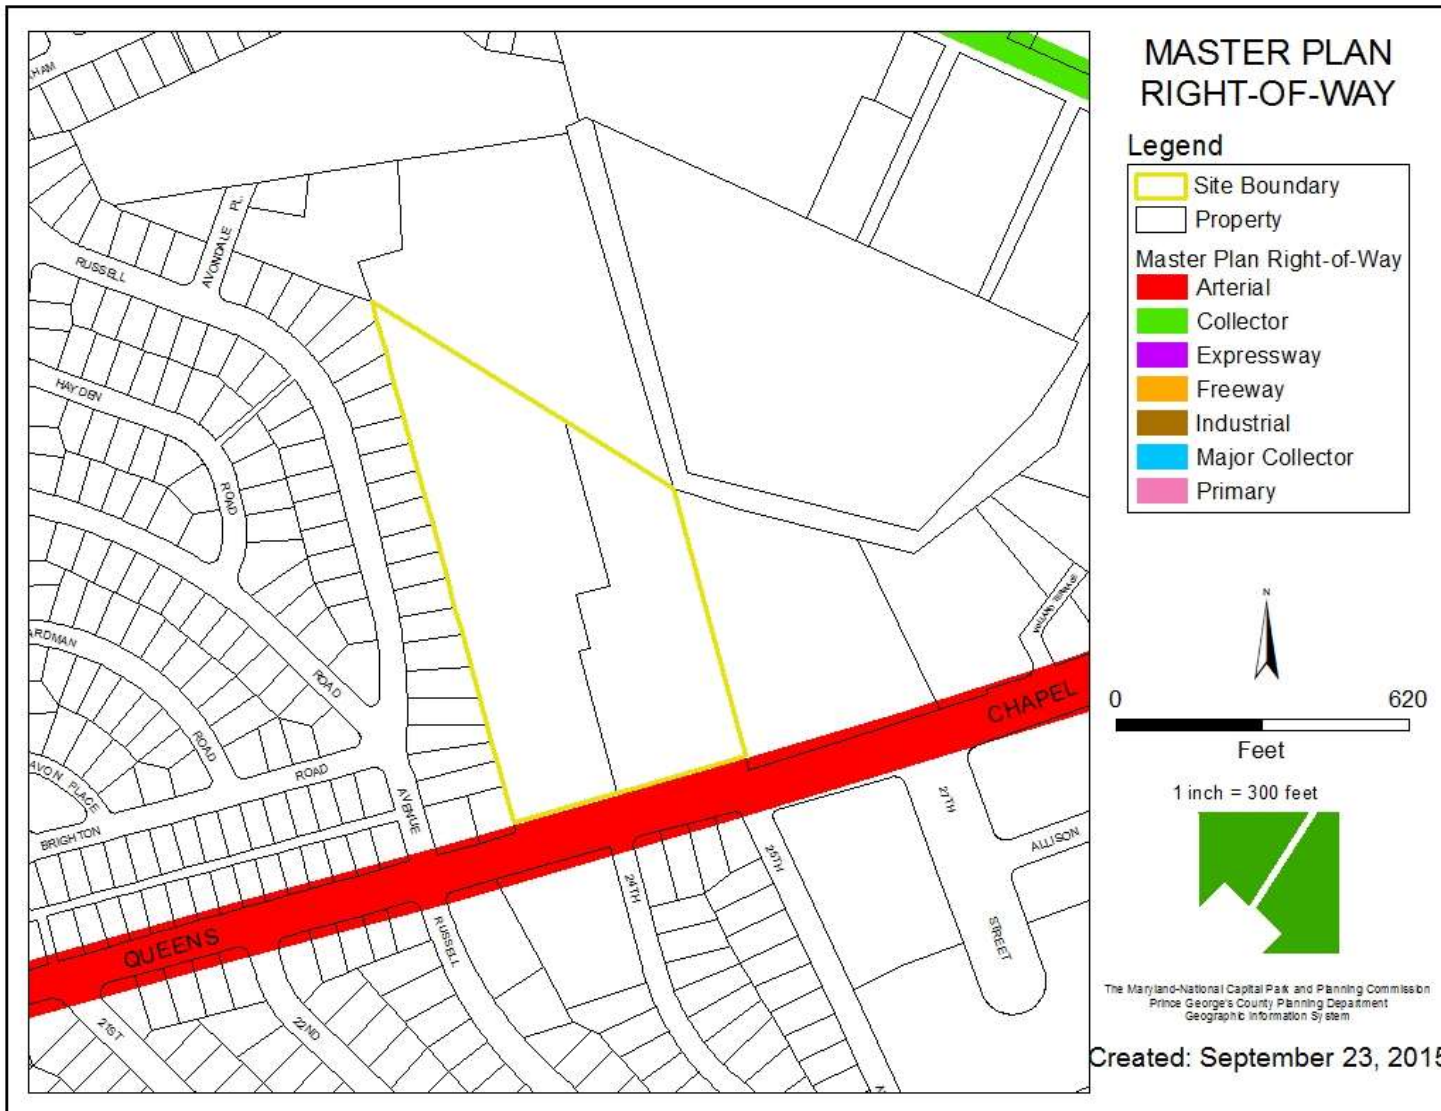 MASTER PLAN
RIGHT-OF-WAY
Legend
Site Boundary
Property
Master Plan Right-of-Way
Arterial
Collector
Expressway
Freeway
Industrial
Major Collector
Primary
N
0 620
Feet
1 inch = 300 feet
The Maryland-National Capital Park and Planning Commission
Prince George's County Planning Department
Geographic Information System
Created: September 23, 2015
AVONDALE PL.
RUSSELL
HAYDEN
ROAD
ROAD
ARDMAN
ROAD
AVON PLACE
ROAD
BRIGHTON
AVENUE
QUEENS
CHAPEL
21ST
22ND
RUSSELL
24TH
25TH
27TH
STREET
ALLISON